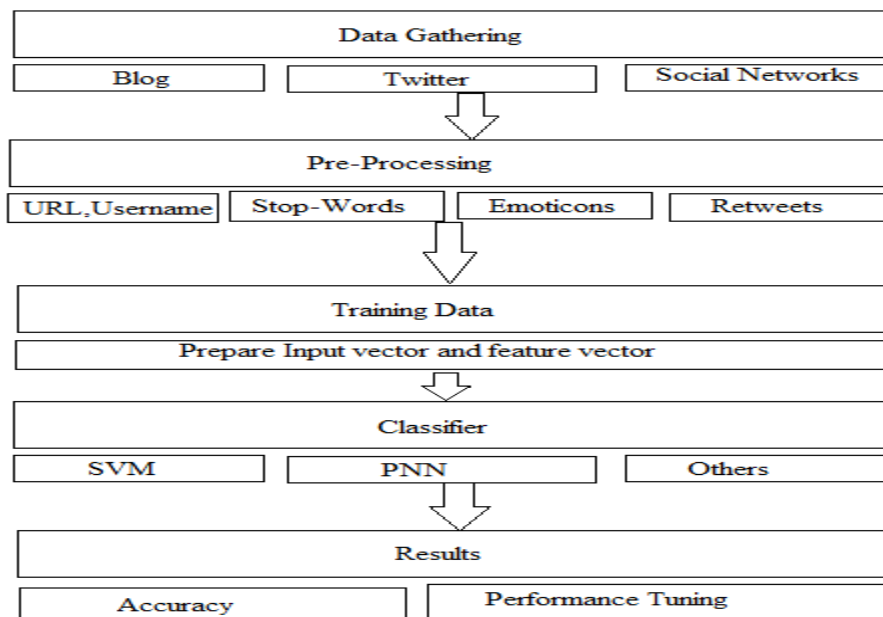 Data Gathering
Blog
Twitter
Social Networks
Pre-Processing
URL,Username
Stop-Words
Emoticons
Retweets
Training Data
Prepare Input vector and feature vector
Classifier
SVM
PNN
Others
Results
Accuracy
Performance Tuning